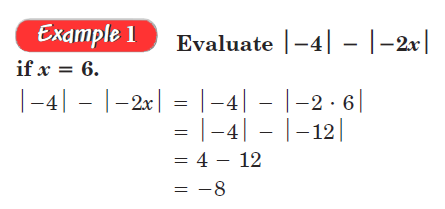 Example 1 Evaluate |−4| − |−2x|
if x = 6.
|−4| − |−2x| = |−4| − |−2 · 6|
= |−4| − |−12|
= 4 − 12
= −8